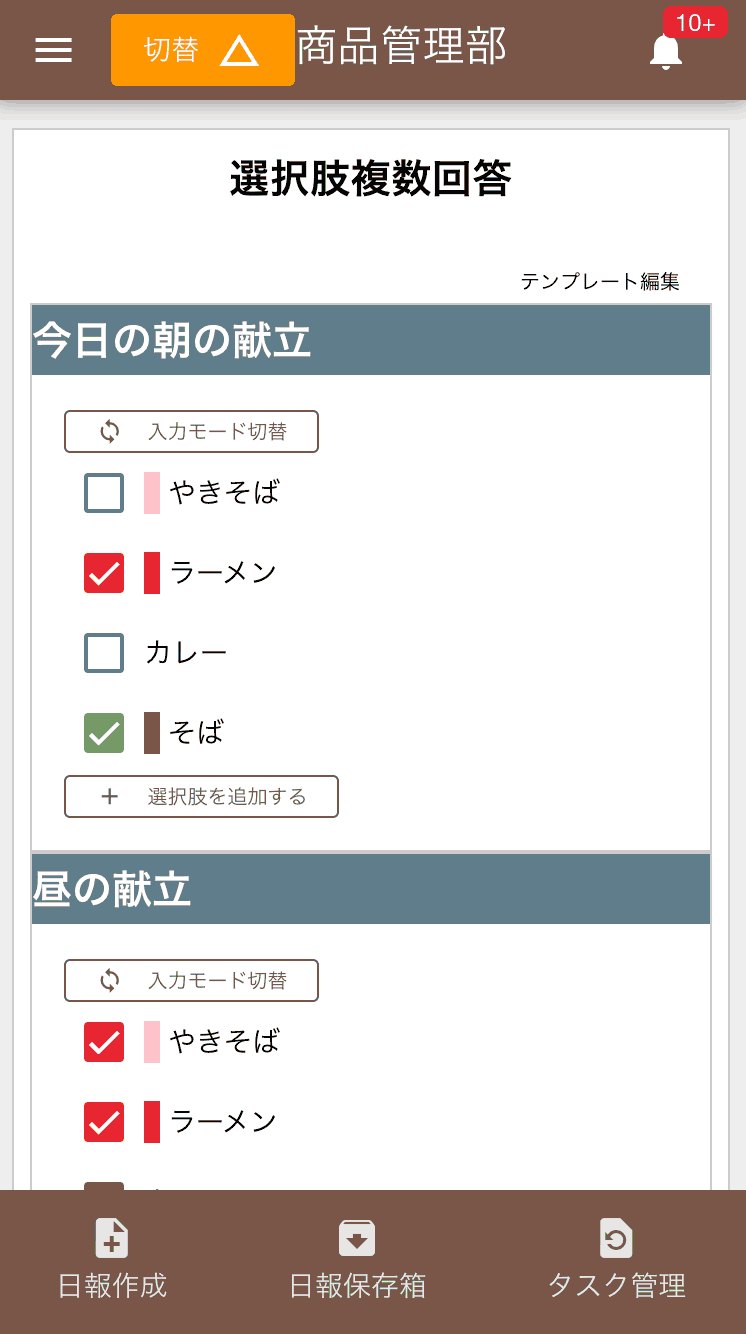 切替
商品管理部
10+
選択肢複数回答
テンプレート編集
今日の朝の献立
入力モード切替
やきそば
ラーメン
カレー
そば
選択肢を追加する
昼の献立
入力モード切替
やきそば
ラーメン
日報作成
日報保存箱
タスク管理